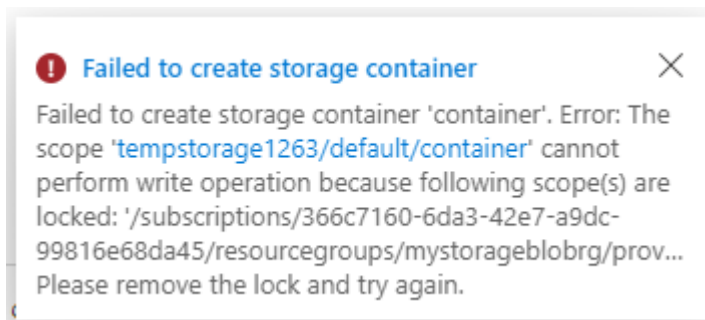 Failed to create storage container
Failed to create storage container 'container'. Error: The
scope 'tempstorage1263/default/container' cannot
perform write operation because following scope(s) are
locked: '/subscriptions/366c7160-6da3-42e7-a9dc-
99816e68da45/resourcegroups/mystorageblobrg/prov...
Please remove the lock and try again.